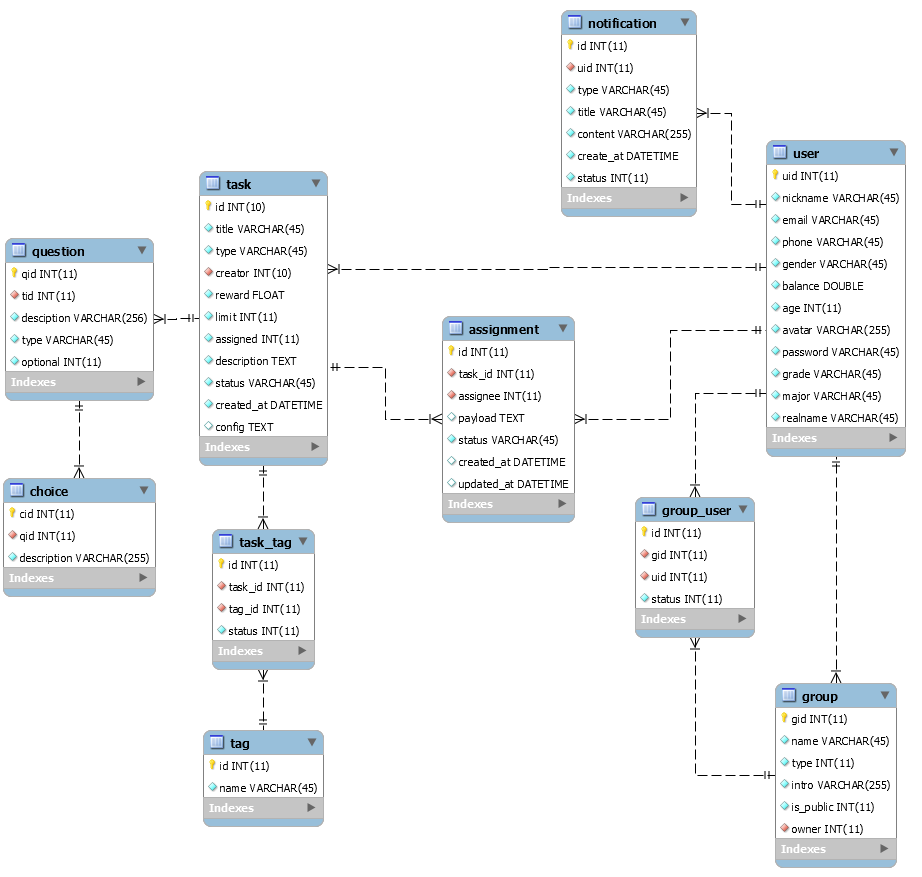 notification
id INT(11)
uid INT(11)
type VARCHAR(45)
title VARCHAR(45)
content VARCHAR(255)
create_at DATETIME
status INT(11)
Indexes
user
uid INT(11)
nickname VARCHAR(45)
email VARCHAR(45)
phone VARCHAR(45)
gender VARCHAR(45)
balance DOUBLE
age INT(11)
avatar VARCHAR(255)
password VARCHAR(45)
grade VARCHAR(45)
major VARCHAR(45)
realname VARCHAR(45)
Indexes
task
id INT(10)
title VARCHAR(45)
type VARCHAR(45)
creator INT(10)
reward FLOAT
limit INT(11)
assigned INT(11)
description TEXT
status VARCHAR(45)
created_at DATETIME
config TEXT
Indexes
question
qid INT(11)
tid INT(11)
desciption VARCHAR(256)
type VARCHAR(45)
optional INT(11)
Indexes
assignment
id INT(11)
task_id INT(11)
assignee INT(11)
payload TEXT
status VARCHAR(45)
created_at DATETIME
updated_at DATETIME
Indexes
choice
cid INT(11)
qid INT(11)
description VARCHAR(255)
Indexes
task_tag
id INT(11)
task_id INT(11)
tag_id INT(11)
status INT(11)
Indexes
group_user
id INT(11)
gid INT(11)
uid INT(11)
status INT(11)
Indexes
tag
id INT(11)
name VARCHAR(45)
Indexes
group
gid INT(11)
name VARCHAR(45)
type INT(11)
intro VARCHAR(255)
is_public INT(11)
owner INT(11)
Indexes